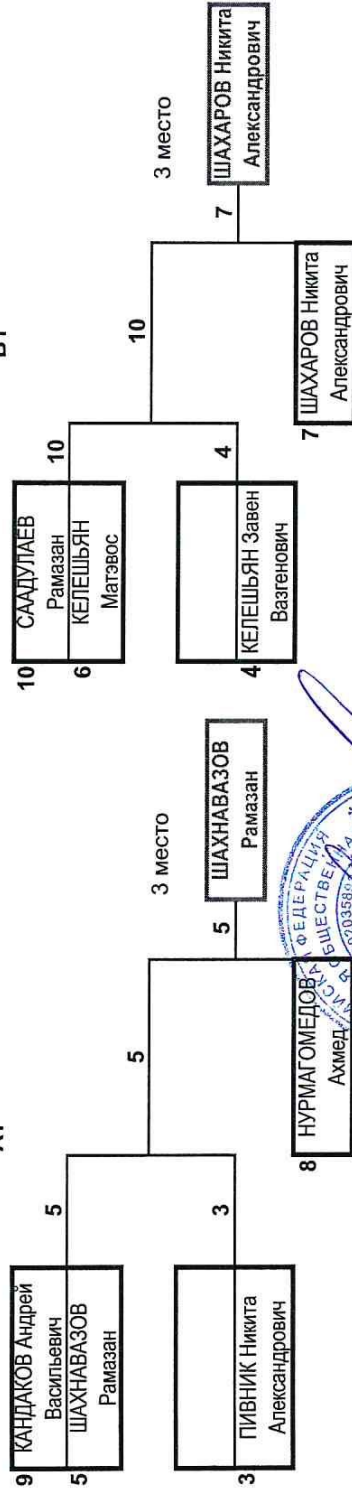 9 КАНДАКОВ Андрей
Васильевич
5 ШАХНАВАЗОВ
Рамазан
5
3 ПИВНИК Никита
Александрович
3
5
8 НУРМАГОМЕДОВ
Ахмед
5
3 место
ШАХНАВАЗОВ
Рамазан
ФЕДЕРАЦИЯ
10 СААДУЛАЕВ
Рамазан
6 КЕЛЕШЬЯН
Матэвос
10
4 КЕЛЕШЬЯН Завен
Вазгенович
4
10
7 ШАХАРОВ Никита
Александрович
7
3 место
ШАХАРОВ Никита
Александрович